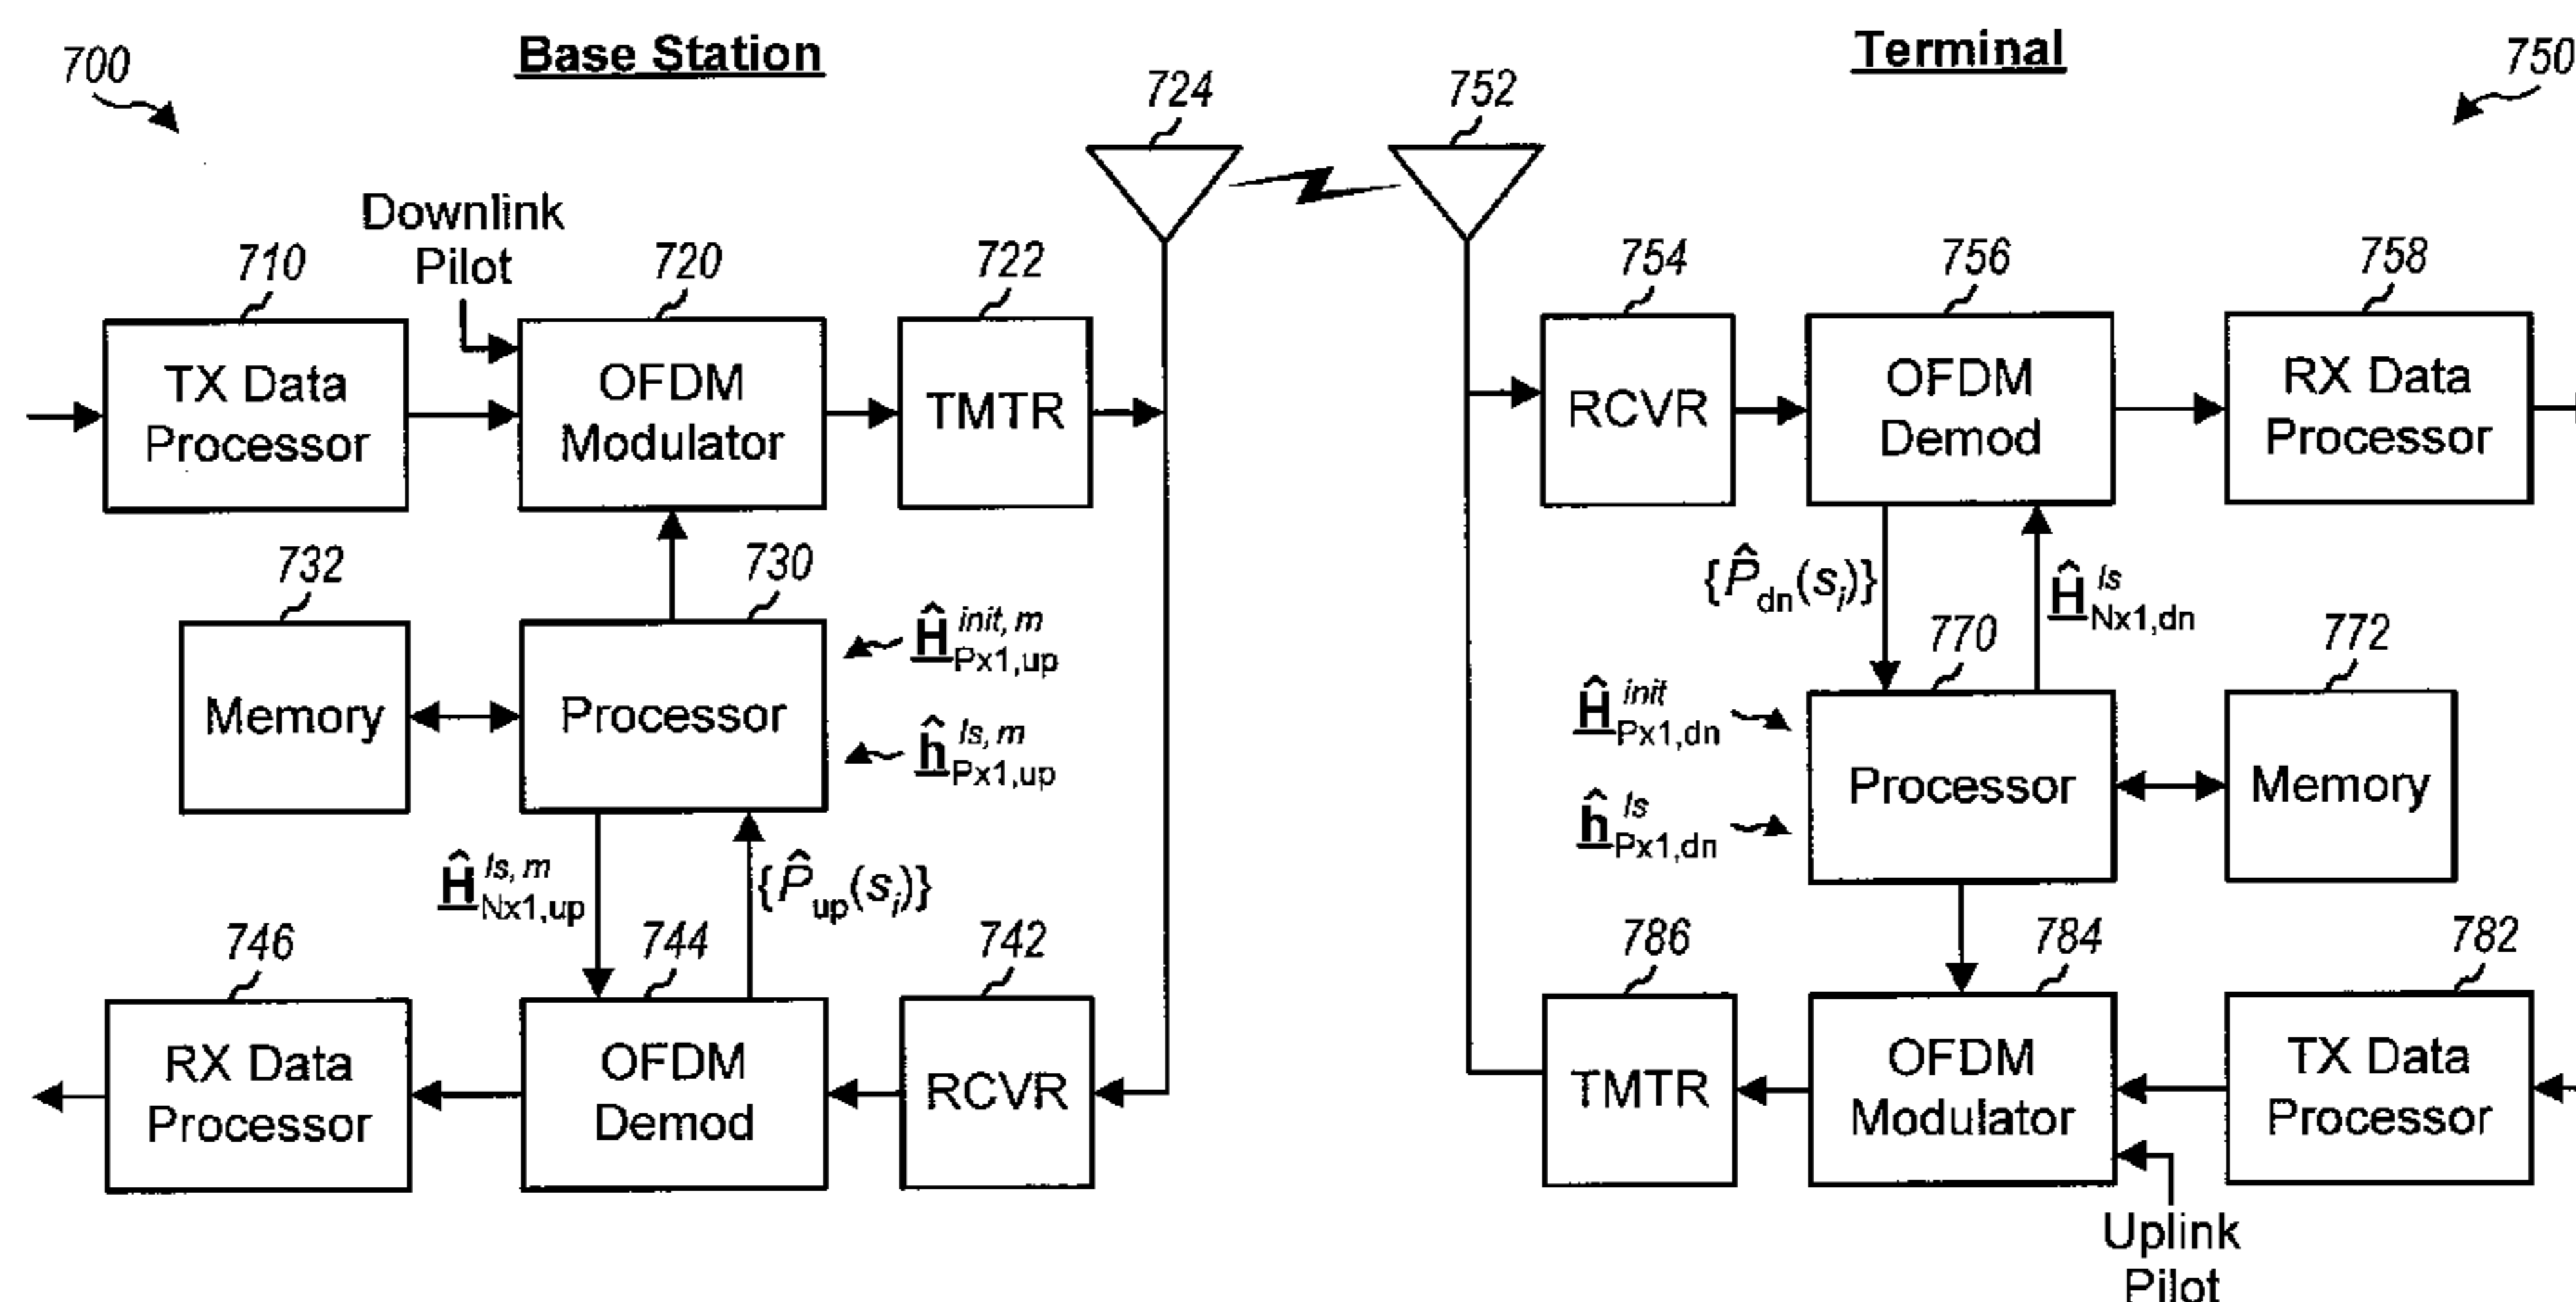 700
Base Station
724
752
Terminal
750
Downlink
Pilot
710
720
722
754
756
758
TX Data
Processor
OFDM
Modulator
TMTR
RCVR
OFDM
Demod
RX Data
Processor
732
730
{P̂dn(si)}
Ĥ ls Nx1,dn
Memory
Processor
Ĥ init, m Px1,up
ĥ ls, m Px1,up
770
772
Ĥ init Px1,dn
ĥ ls Px1,dn
Processor
Memory
Ĥ ls, m Nx1,up
{P̂up(si)}
746
744
742
786
784
782
RX Data
Processor
OFDM
Demod
RCVR
TMTR
OFDM
Modulator
TX Data
Processor
Uplink
Pilot